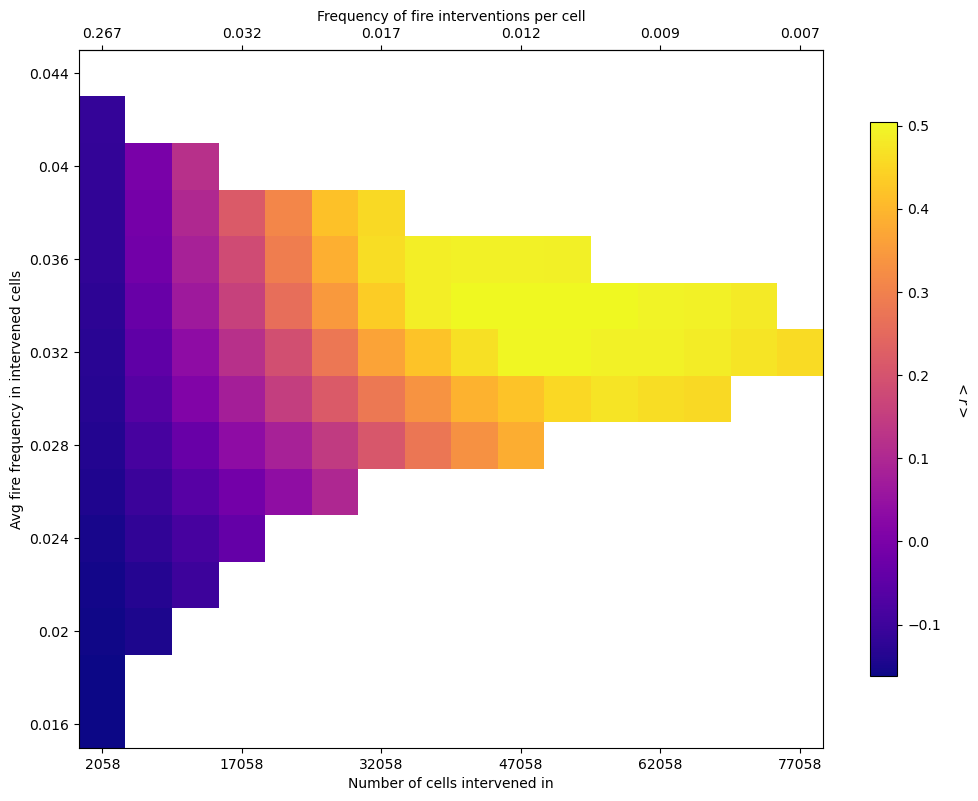 Frequency of fire interventions per cell
0.267 0.032 0.017 0.012 0.009 0.007
Avg fire frequency in intervened cells
0.044
0.04
0.036
0.032
0.028
0.024
0.02
0.016
2058 17058 32058 47058 62058 77058
Number of cells intervened in
0.5
0.4
0.3
0.2
0.1
0.0
−0.1
< r >